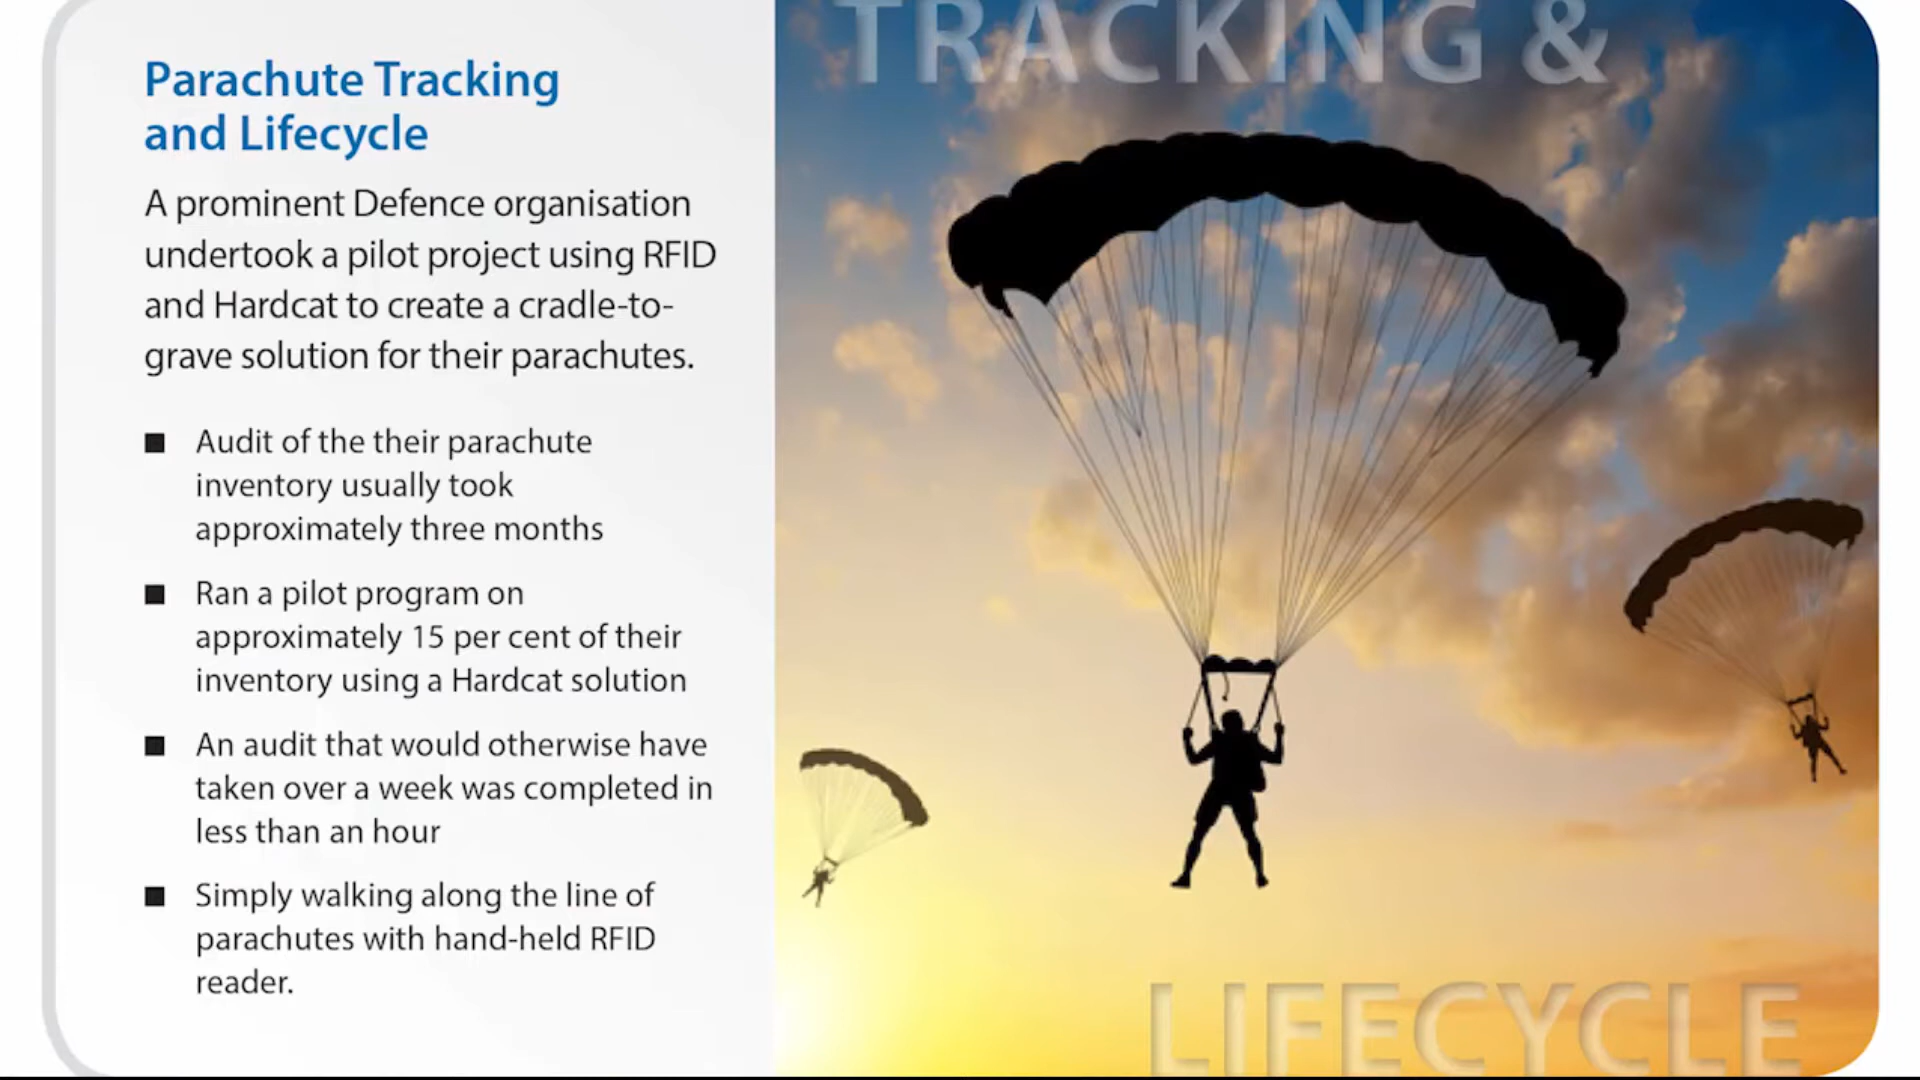 TRACKING &
Parachute Tracking
and Lifecycle
A prominent Defence organisation
undertook a pilot project using RFID
and Hardcat to create a cradle-to-
grave solution for their parachutes.
■ Audit of the their parachute
inventory usually took
approximately three months
■ Ran a pilot program on
approximately 15 per cent of their
inventory using a Hardcat solution
■ An audit that would otherwise have
taken over a week was completed in
less than an hour
■ Simply walking along the line of
parachutes with hand-held RFID
reader.
LIFECYCLE